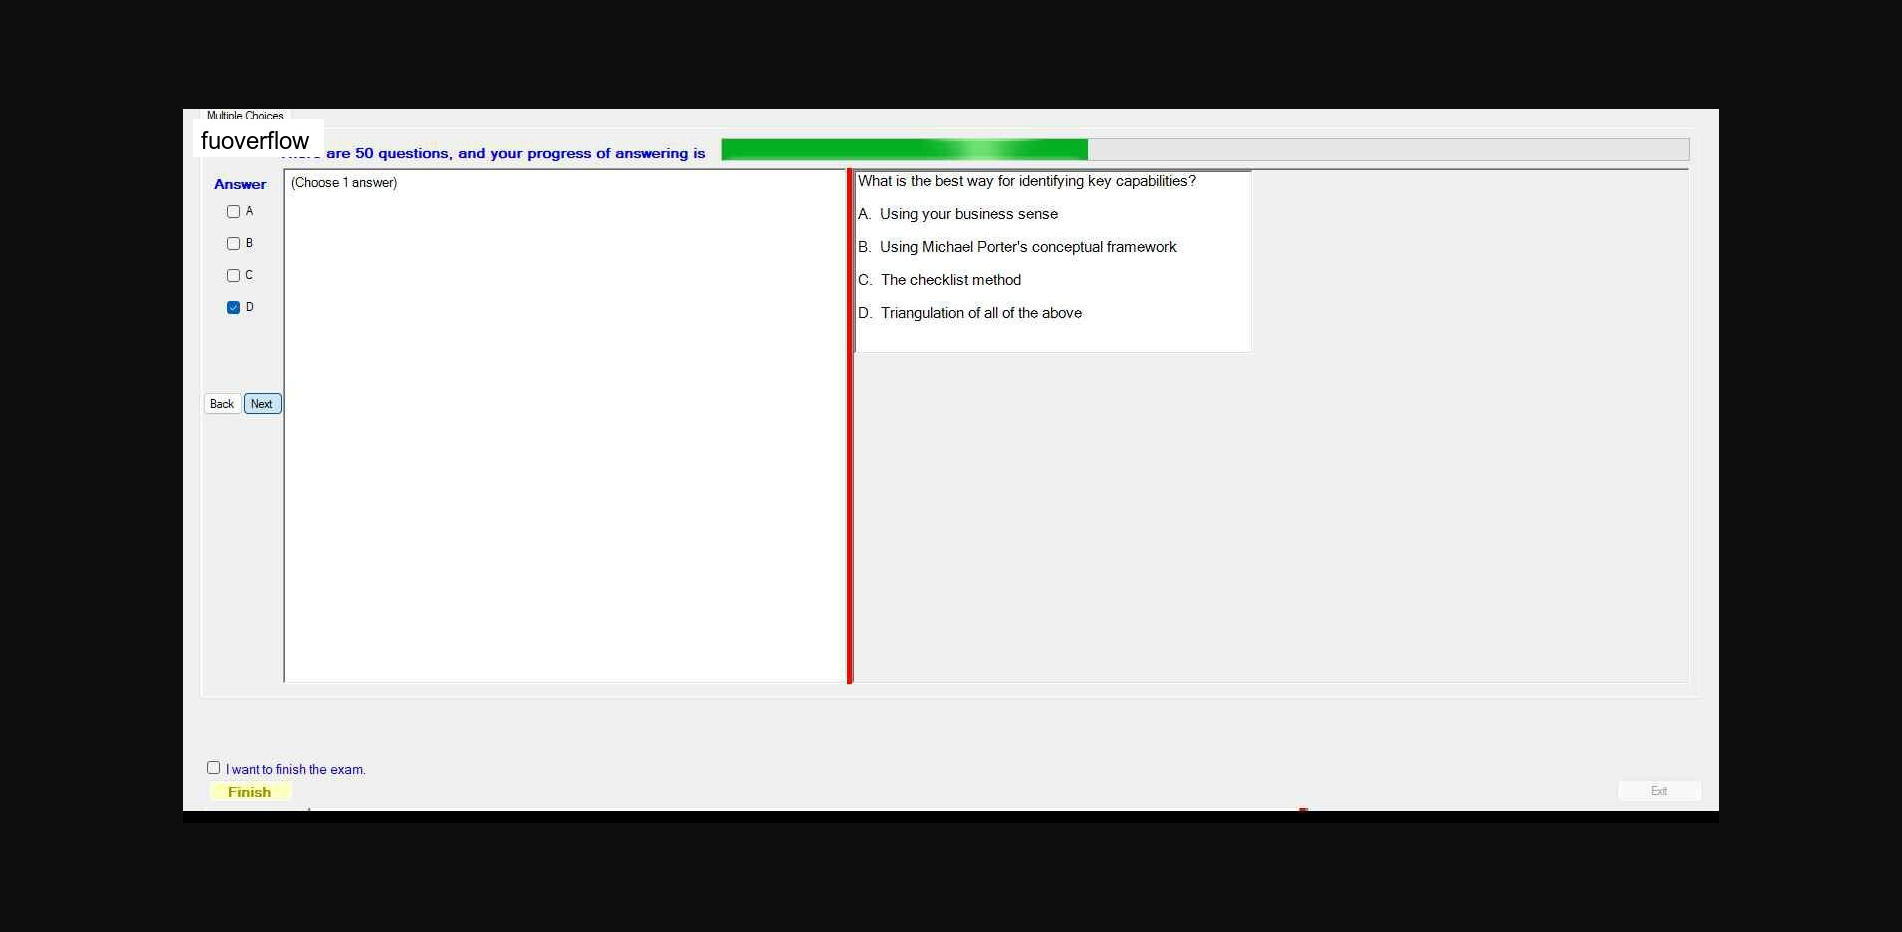 Multiple Choices
fuoverflow
are 50 questions, and your progress of answering is
Answer
(Choose 1 answer)
A
B
C
D
Back
Next
What is the best way for identifying key capabilities?
A. Using your business sense
B. Using Michael Porter's conceptual framework
C. The checklist method
D. Triangulation of all of the above
I want to finish the exam.
Finish
Exit